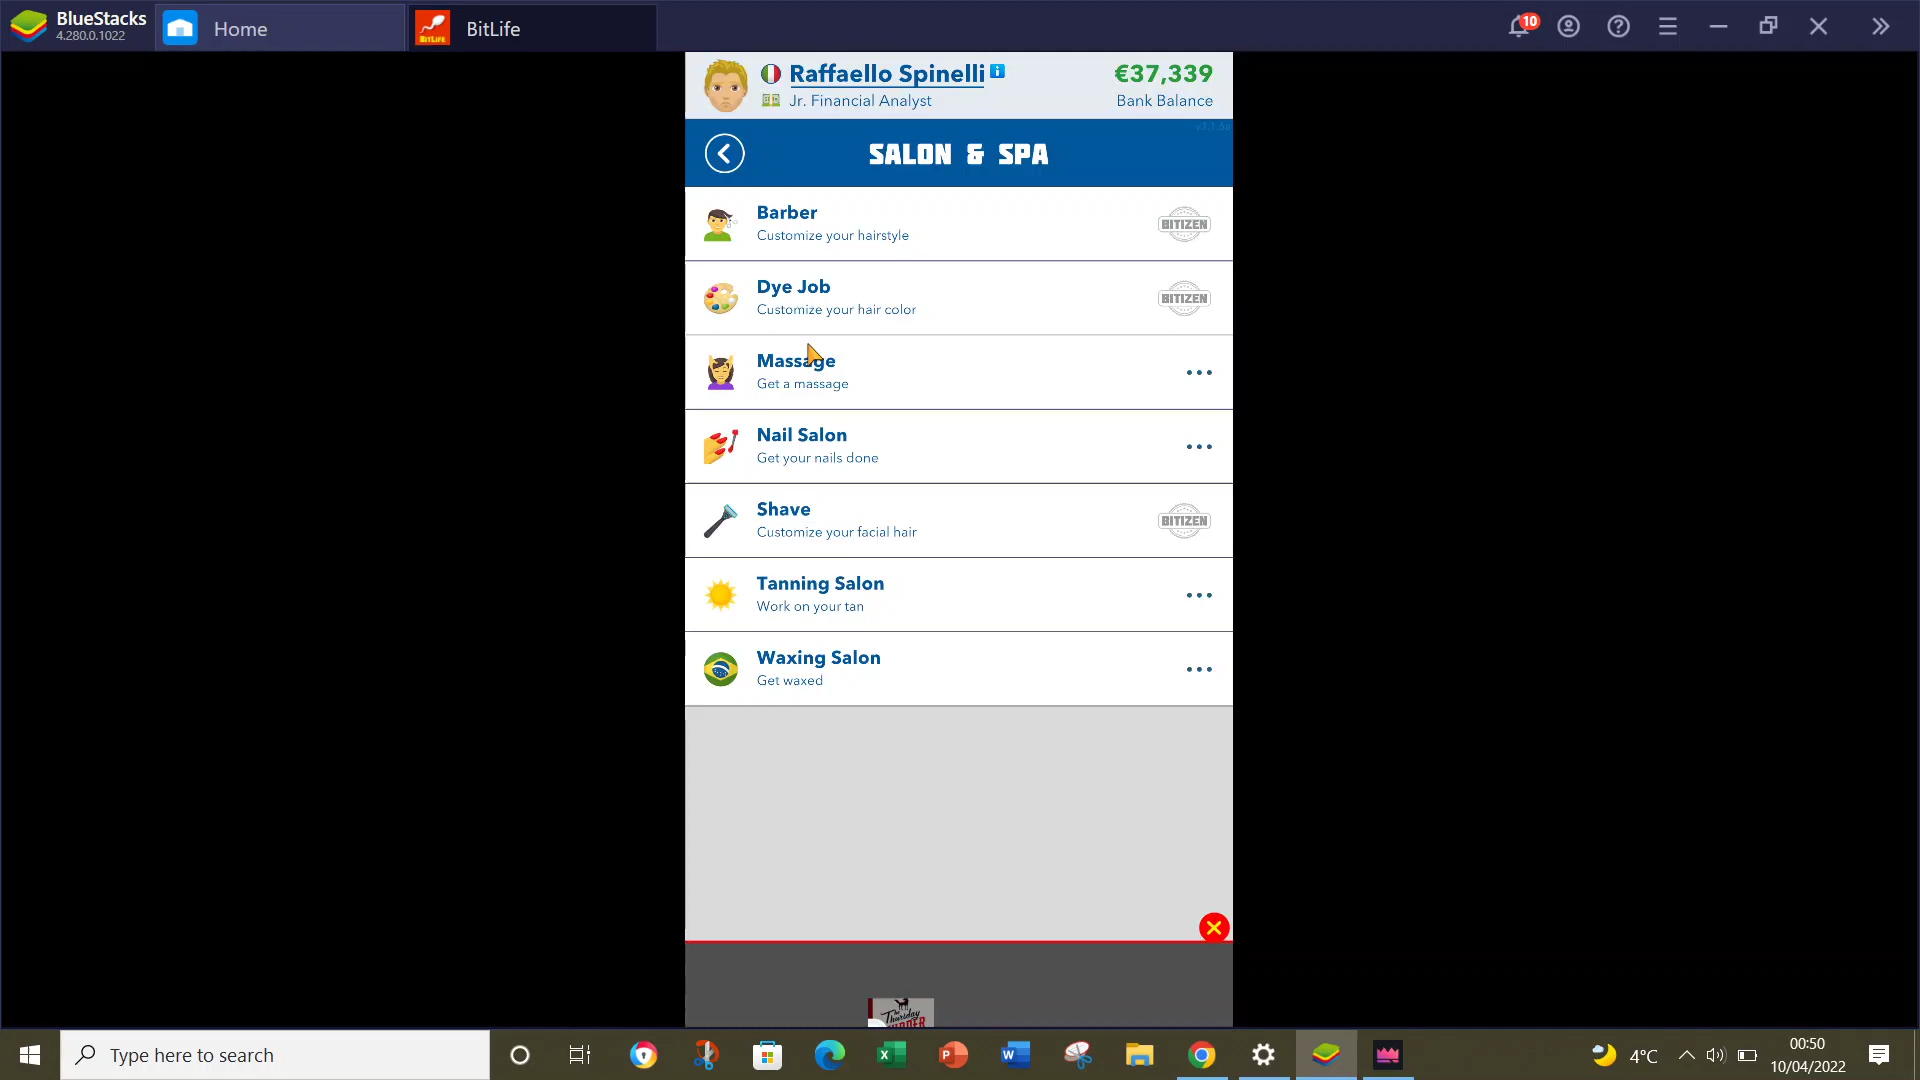 BlueStacks
4.280.0.1022
Home
BITLIFE
BitLife
10
Raffaello Spinelli
€37,339
Jr. Financial Analyst
Bank Balance
SALON & SPA
Barber
Customize your hairstyle
BITIZEN
Dye Job
Customize your hair color
BITIZEN
Massage
Get a massage
Nail Salon
Get your nails done
Shave
Customize your facial hair
BITIZEN
Tanning Salon
Work on your tan
Waxing Salon
Get waxed
Thursday
Type here to search
4°C
00:50
10/04/2022